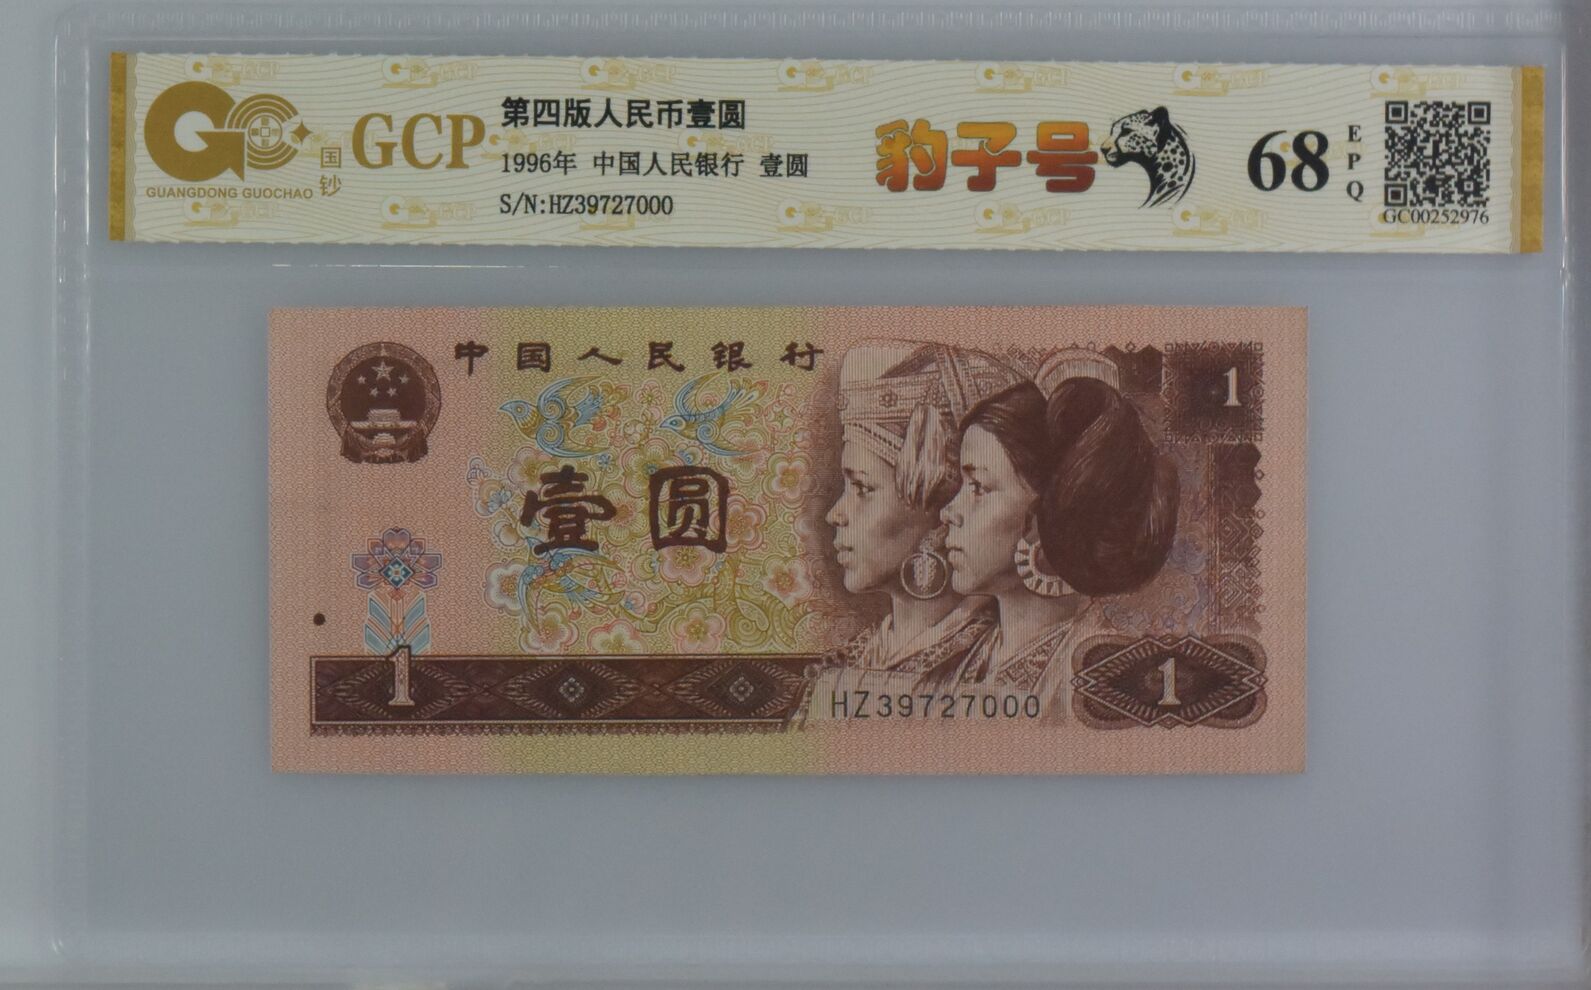 GC
GUANGDONG GUOCHAO
国钞
GCP
第四版人民币壹圆
1996年 中国人民银行 壹圆
S/N:HZ39727000
豹子号
68
EPQ
GC00252976
中国人民银行
1
壹圆
1
HZ39727000
1